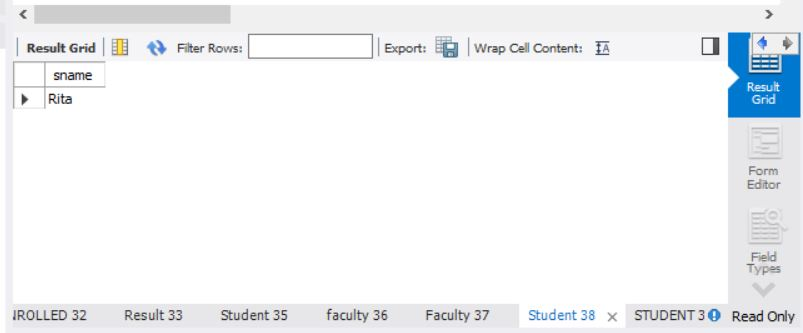 Result Grid Filter Rows: Export: Wrap Cell Content: IA
sname
Rita
Result
Grid
Form
Editor
Field
Types
NROLLED 32 Result 33 Student 35 faculty 36 Faculty 37 Student 38 × STUDENT 3 Read Only